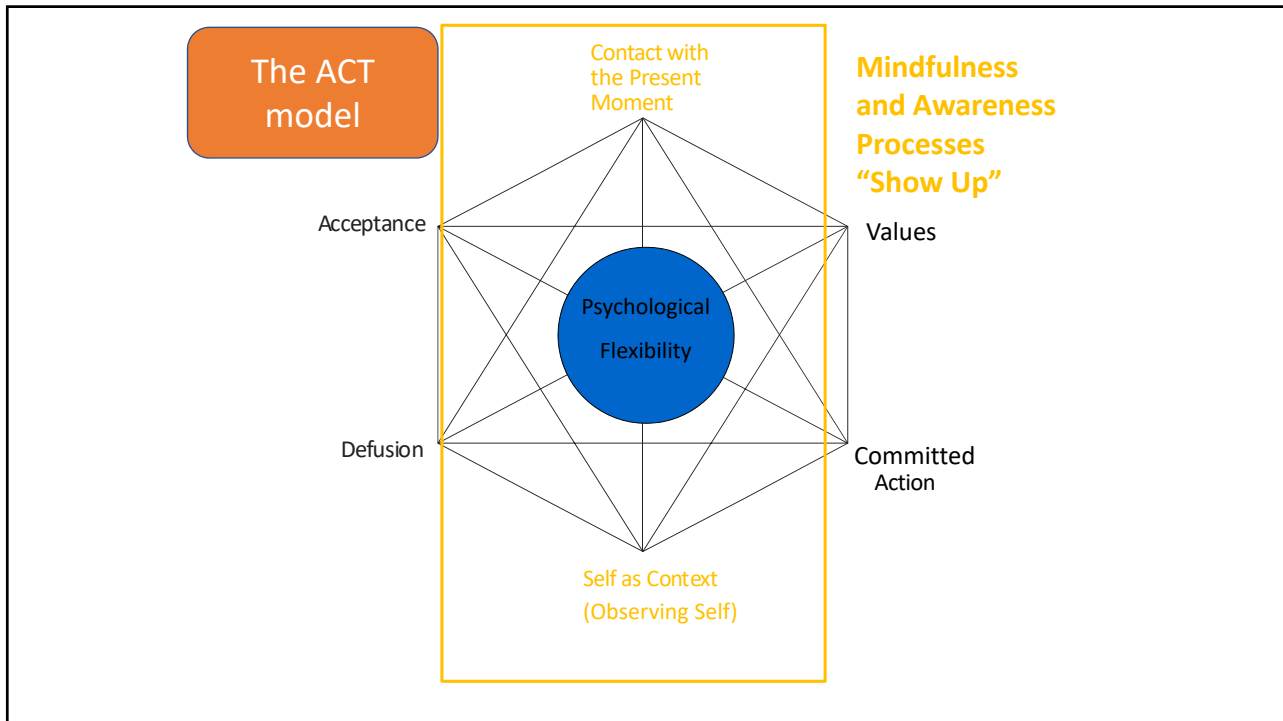 The ACT
model
Contact with
the Present
Moment
Mindfulness
and Awareness
Processes
“Show Up”
Acceptance
Values
Psychological
Flexibility
Defusion
Committed
Action
Self as Context
(Observing Self)